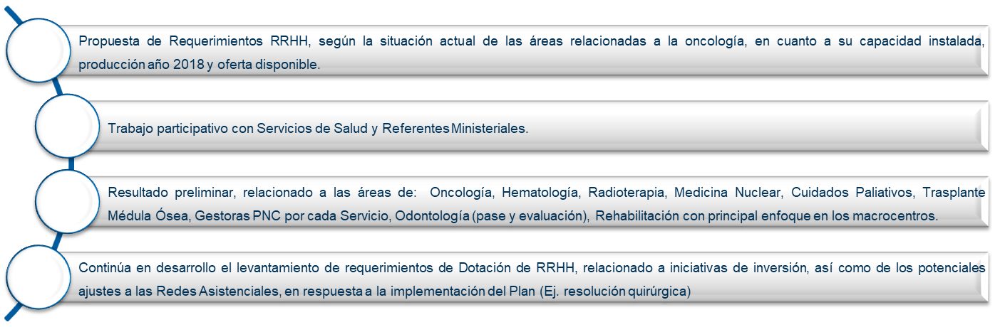 Propuesta de Requerimientos RRHH, según la situación actual de las áreas relacionadas a la oncología, en cuanto a su capacidad instalada,
producción año 2018 y oferta disponible.
Trabajo participativo con Servicios de Salud y Referentes Ministeriales.
Resultado preliminar, relacionado a las áreas de: Oncología, Hematología, Radioterapia, Medicina Nuclear, Cuidados Paliativos, Trasplante
Médula Ósea, Gestoras PNC por cada Servicio, Odontología (pase y evaluación), Rehabilitación con principal enfoque en los macrocentros.
Continúa en desarrollo el levantamiento de requerimientos de Dotación de RRHH, relacionado a iniciativas de inversión, así como de los potenciales
ajustes a las Redes Asistenciales, en respuesta a la implementación del Plan (Ej. resolución quirúrgica)